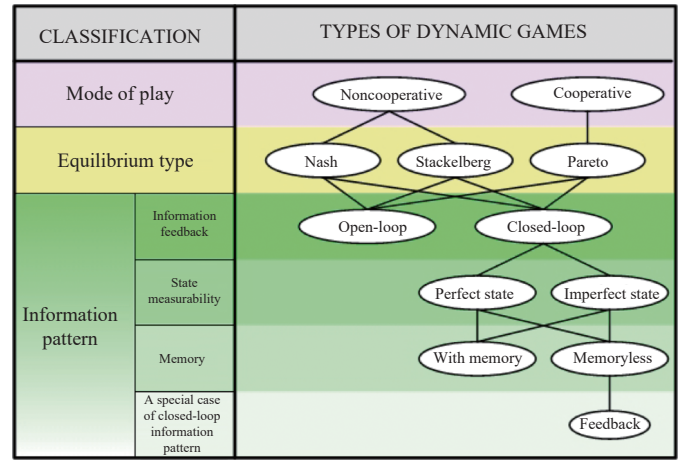 CLASSIFICATION
TYPES OF DYNAMIC GAMES
Mode of play
Noncooperative
Cooperative
Equilibrium type
Nash
Stackelberg
Pareto
Information
pattern
Information
feedback
Open-loop
Closed-loop
State
measurability
Perfect state
Imperfect state
Memory
With memory
Memoryless
A special case
of closed-loop
information
pattern
Feedback